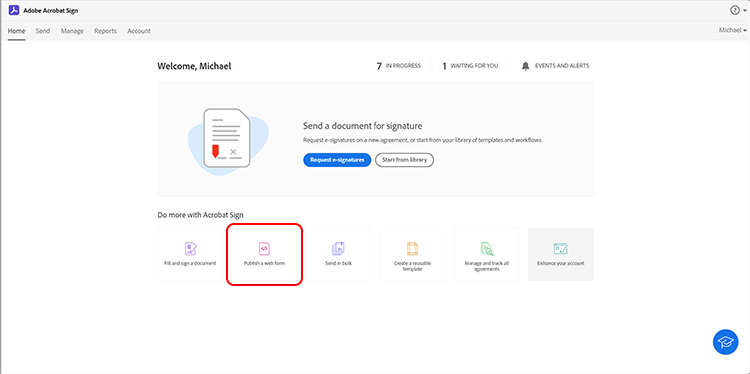 Adobe Acrobat Sign
?
Home Send Manage Reports Account Michael
Welcome, Michael 7 IN PROGRESS 1 WAITING FOR YOU EVENTS AND ALERTS
Send a document for signature
Request e-signatures on a new agreement, or start from your library of templates and workflows.
Request e-signatures Start from library
Do more with Acrobat Sign
Fill and sign a document
Publish a web form
Send in bulk
Create a reusable
template
Manage and track all
agreements
Enhance your account